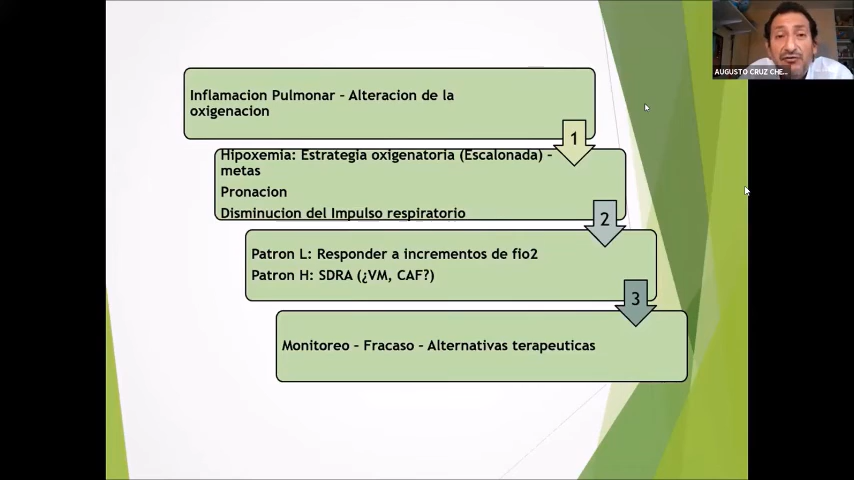 AUGUSTO CRUZ CHE...
Inflamacion Pulmonar – Alteracion de la
oxigenacion
1
Hipoxemia: Estrategia oxigenatoria (Escalonada) –
metas
Pronacion
Disminucion del Impulso respiratorio
2
Patron L: Responder a incrementos de fio2
Patron H: SDRA (¿VM, CAF?)
3
Monitoreo – Fracaso – Alternativas terapeuticas